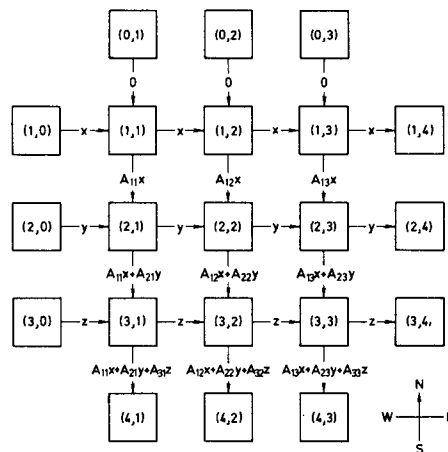 (0,1) (0,2) (0,3)
0 0 0
(1,0) x (1,1) x (1,2) x (1,3) x (1,4)
A₁₁x A₁₂x A₁₃x
(2,0) y (2,1) y (2,2) y (2,3) y (2,4)
A₁₁x+A₂₁y A₁₂x+A₂₂y A₁₃x+A₂₃y
(3,0) z (3,1) z (3,2) z (3,3) z (3,4,
A₁₁x+A₂₁y+A₃₁z A₁₂x+A₂₂y+A₃₂z A₁₃x+A₂₃y+A₃₃z
(4,1) (4,2) (4,3)
N
W
S